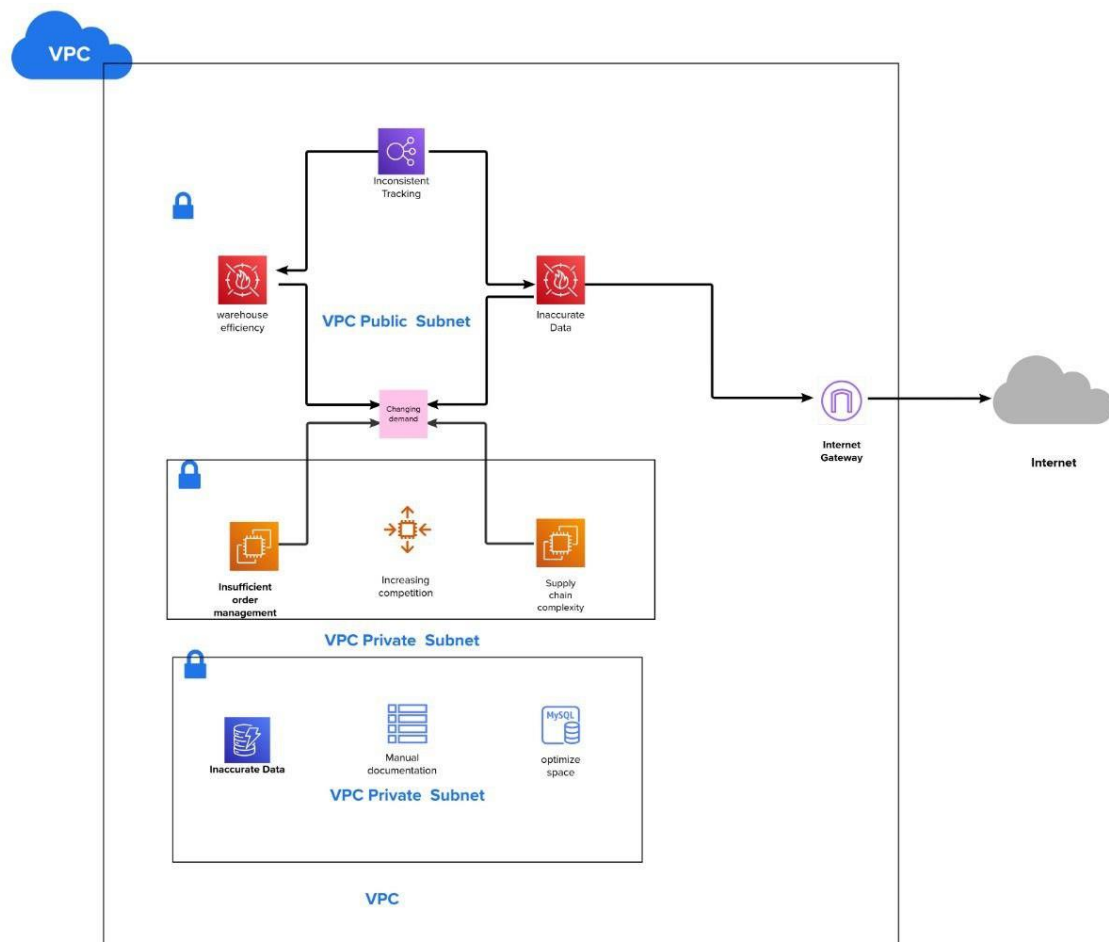 VPC
Inconsistent
Tracking
warehouse
efficiency
VPC Public Subnet
Inaccurate
Data
Changing
demand
Internet
Gateway
Internet
Insufficient
order
management
Increasing
competition
Supply
chain
complexity
VPC Private Subnet
Inaccurate Data
Manual
documentation
MySQL
optimize
space
VPC Private Subnet
VPC